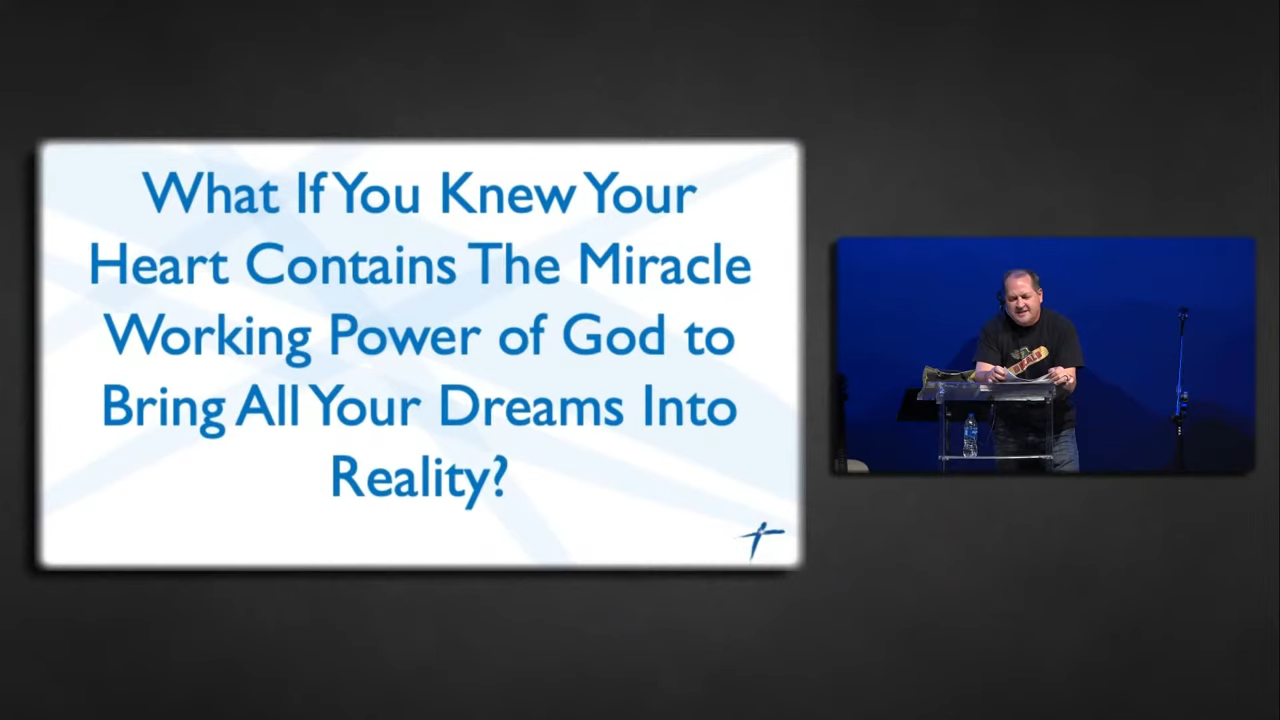 What If You Knew Your
Heart Contains The Miracle
Working Power of God to
Bring All Your Dreams Into
Reality?